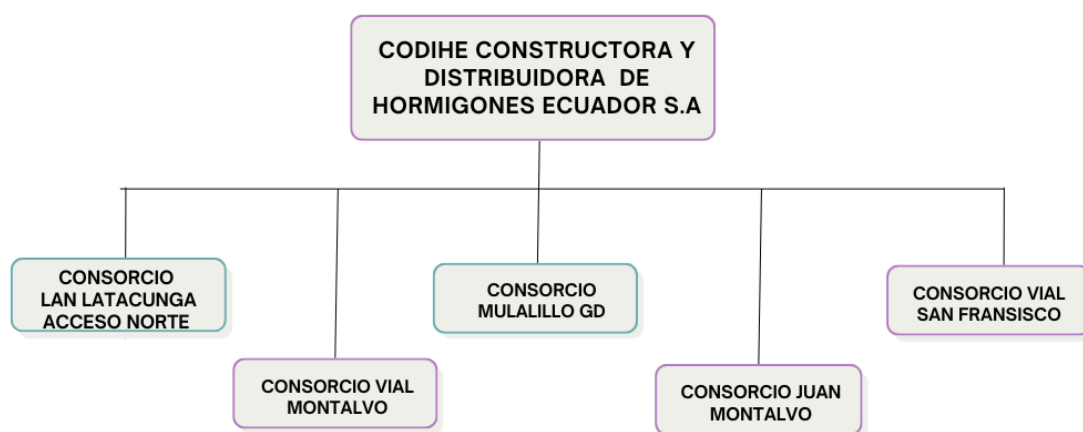 CODIHE CONSTRUCTORA Y
DISTRIBUIDORA DE
HORMIGONES ECUADOR S.A
CONSORCIO
LAN LATACUNGA
ACCESO NORTE
CONSORCIO VIAL
MONTALVO
CONSORCIO
MULALILLO GD
CONSORCIO JUAN
MONTALVO
CONSORCIO VIAL
SAN FRANSISCO